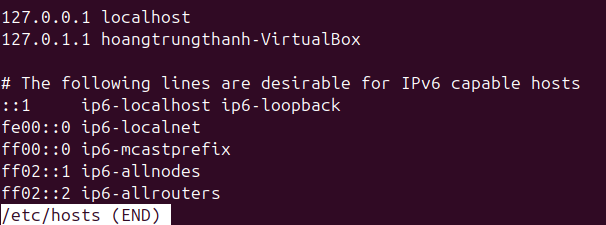 127.0.0.1 localhost
127.0.1.1 hoangtrungthanh-VirtualBox

# The following lines are desirable for IPv6 capable hosts
::1     ip6-localhost ip6-loopback
fe00::0 ip6-localnet
ff00::0 ip6-mcastprefix
ff02::1 ip6-allnodes
ff02::2 ip6-allrouters
/etc/hosts (END)